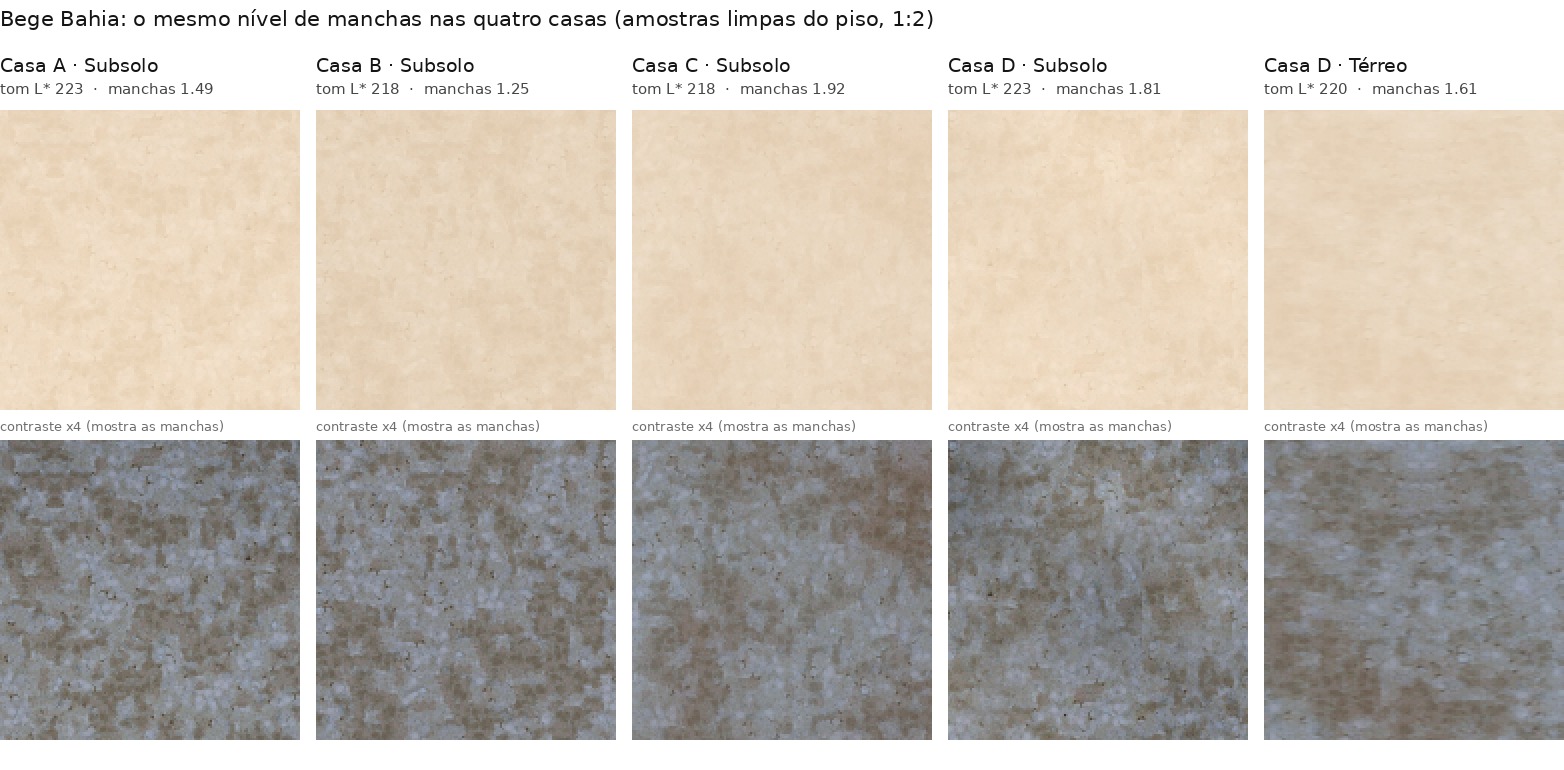 Bege Bahia: o mesmo nível de manchas nas quatro casas (amostras limpas do piso, 1:2)
Casa A · Subsolo
tom L* 223 · manchas 1.49
Casa B · Subsolo
tom L* 218 · manchas 1.25
Casa C · Subsolo
tom L* 218 · manchas 1.92
Casa D · Subsolo
tom L* 223 · manchas 1.81
Casa D · Térreo
tom L* 220 · manchas 1.61
contraste x4 (mostra as manchas)
contraste x4 (mostra as manchas)
contraste x4 (mostra as manchas)
contraste x4 (mostra as manchas)
contraste x4 (mostra as manchas)